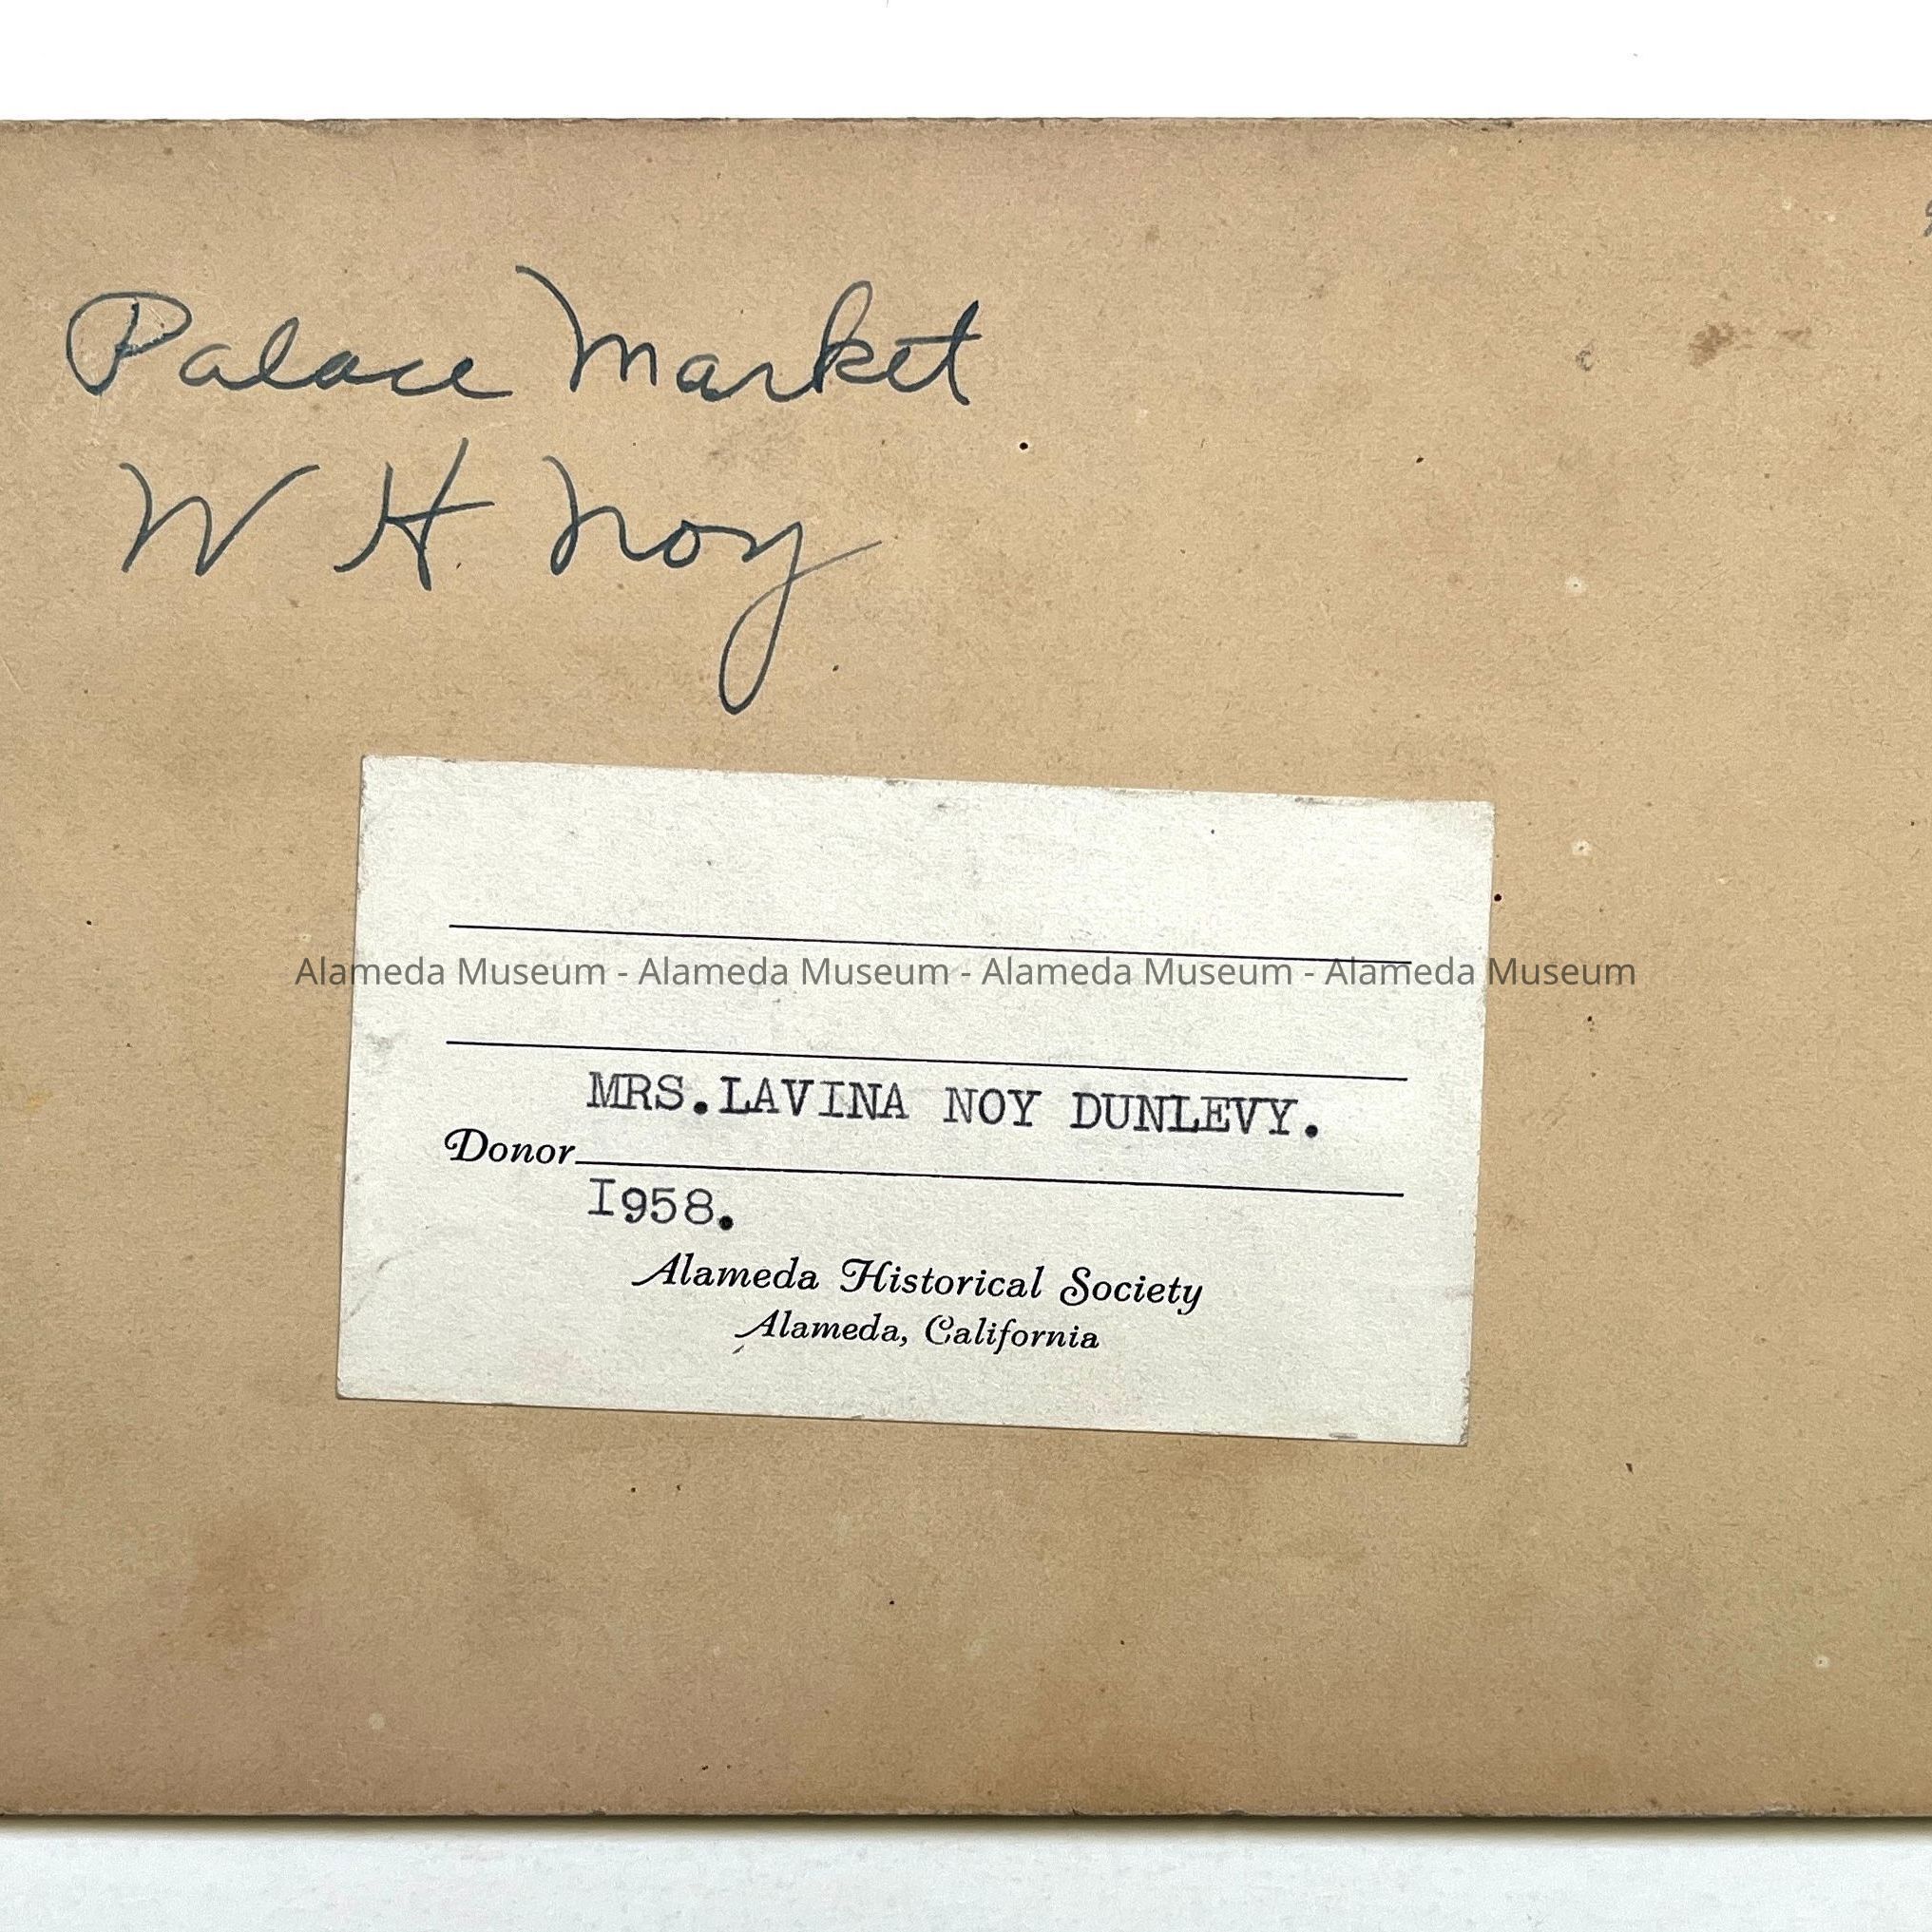 Palace Market
W H Noy
Alameda Museum - Alameda Museum - Alameda Museum - Alameda Museum
MRS.LAVINA NOY DUNLEVY.
Donor
I958.
Alameda Historical Society
Alameda, California